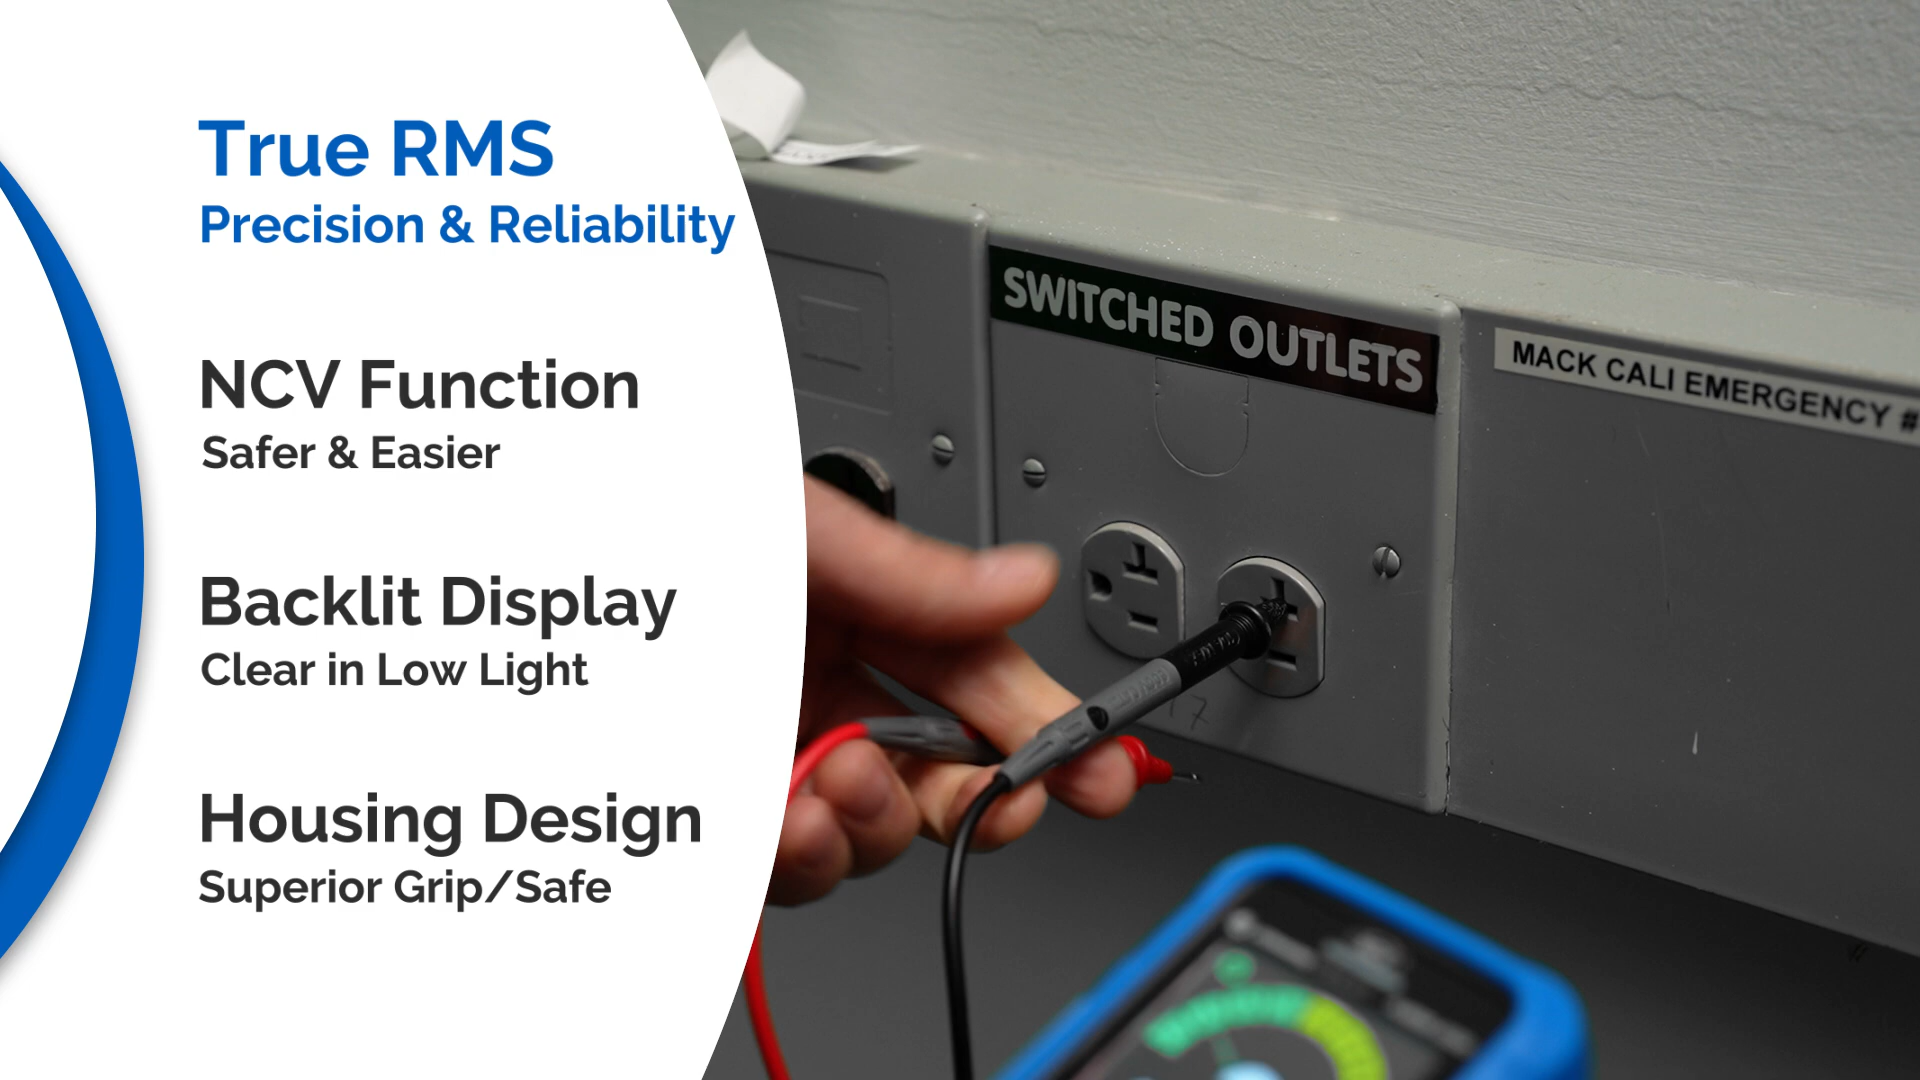 True RMS
Precision & Reliability
NCV Function
Safer & Easier
Backlit Display
Clear in Low Light
Housing Design
Superior Grip/Safe
SWITCHED OUTLETS
MACK CALI EMERGENCY #
17